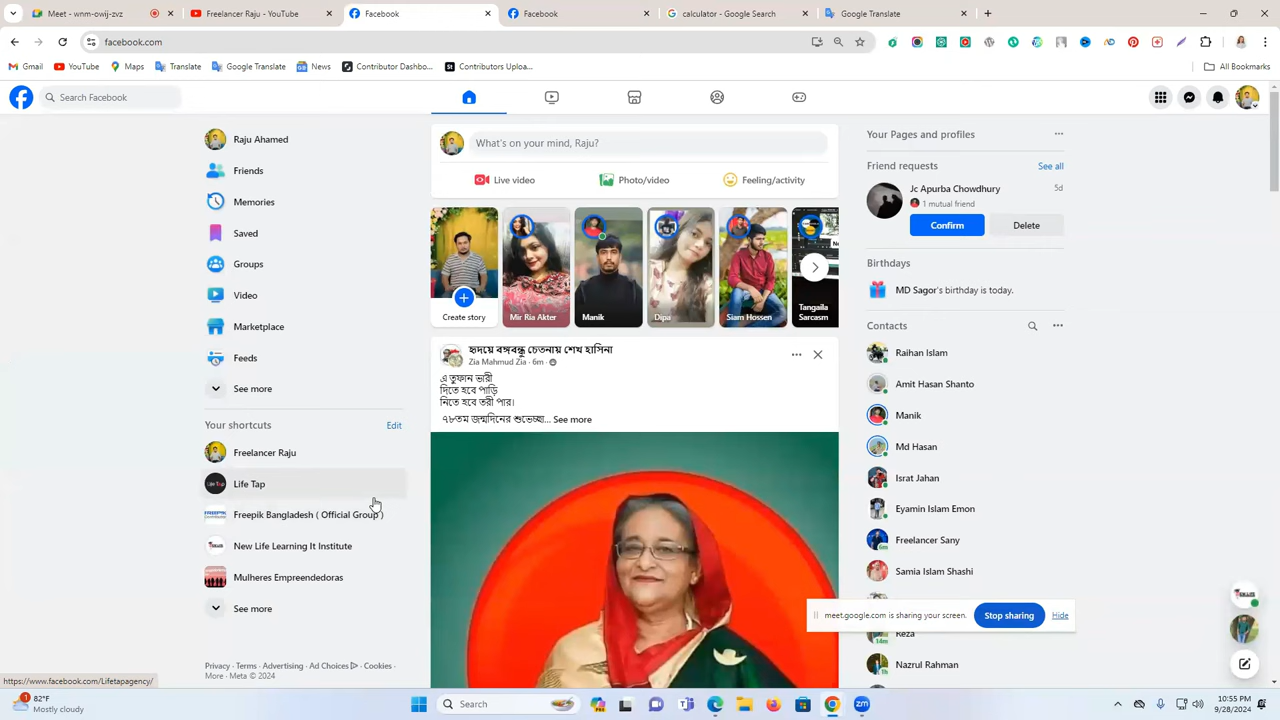 Meet - wnm-owij-zvz
Freelancer Raju - YouTube
Facebook
Facebook
calculator - Google Search
Google Translate
facebook.com
Gmail
YouTube
Maps
Translate
Google Translate
News
Contributor Dashbo...
Contributors Uploa...
All Bookmarks
Search Facebook
Raju Ahamed
Friends
Memories
Saved
Groups
Video
Marketplace
Feeds
See more
Your shortcuts
Edit
Freelancer Raju
Life Tap
Freepik Bangladesh ( Official Group )
New Life Learning It Institute
Mulheres Empreendedoras
See more
Privacy · Terms · Advertising · Ad Choices · Cookies ·
More · Meta © 2024
https://www.facebook.com/Lifetapagency/
What's on your mind, Raju?
Live video
Photo/video
Feeling/activity
Create story
Mir Ria Akter
Manik
Dipa
Siam Hossen
Tangaila
Sarcasm
হৃদয়ে বঙ্গবন্ধু চেতনায় শেখ হাসিনা
Zia Mahmud Zia · 6m ·
এ তুফান ভারী
দিতে হবে পাড়ি
নিতে হবে তরী পার।
৭৮তম জন্মদিনের শুভেচ্ছা... See more
Your Pages and profiles
Friend requests
See all
Jc Apurba Chowdhury
5d
1 mutual friend
Confirm
Delete
Birthdays
MD Sagor's birthday is today.
Contacts
Raihan Islam
Amit Hasan Shanto
Manik
Md Hasan
Israt Jahan
Eyamin Islam Emon
Freelancer Sany
6m
Samia Islam Shashi
meet.google.com is sharing your screen.
Stop sharing
Hide
Reza
14m
Nazrul Rahman
1
82°F
Mostly cloudy
Search
10:55 PM
9/28/2024